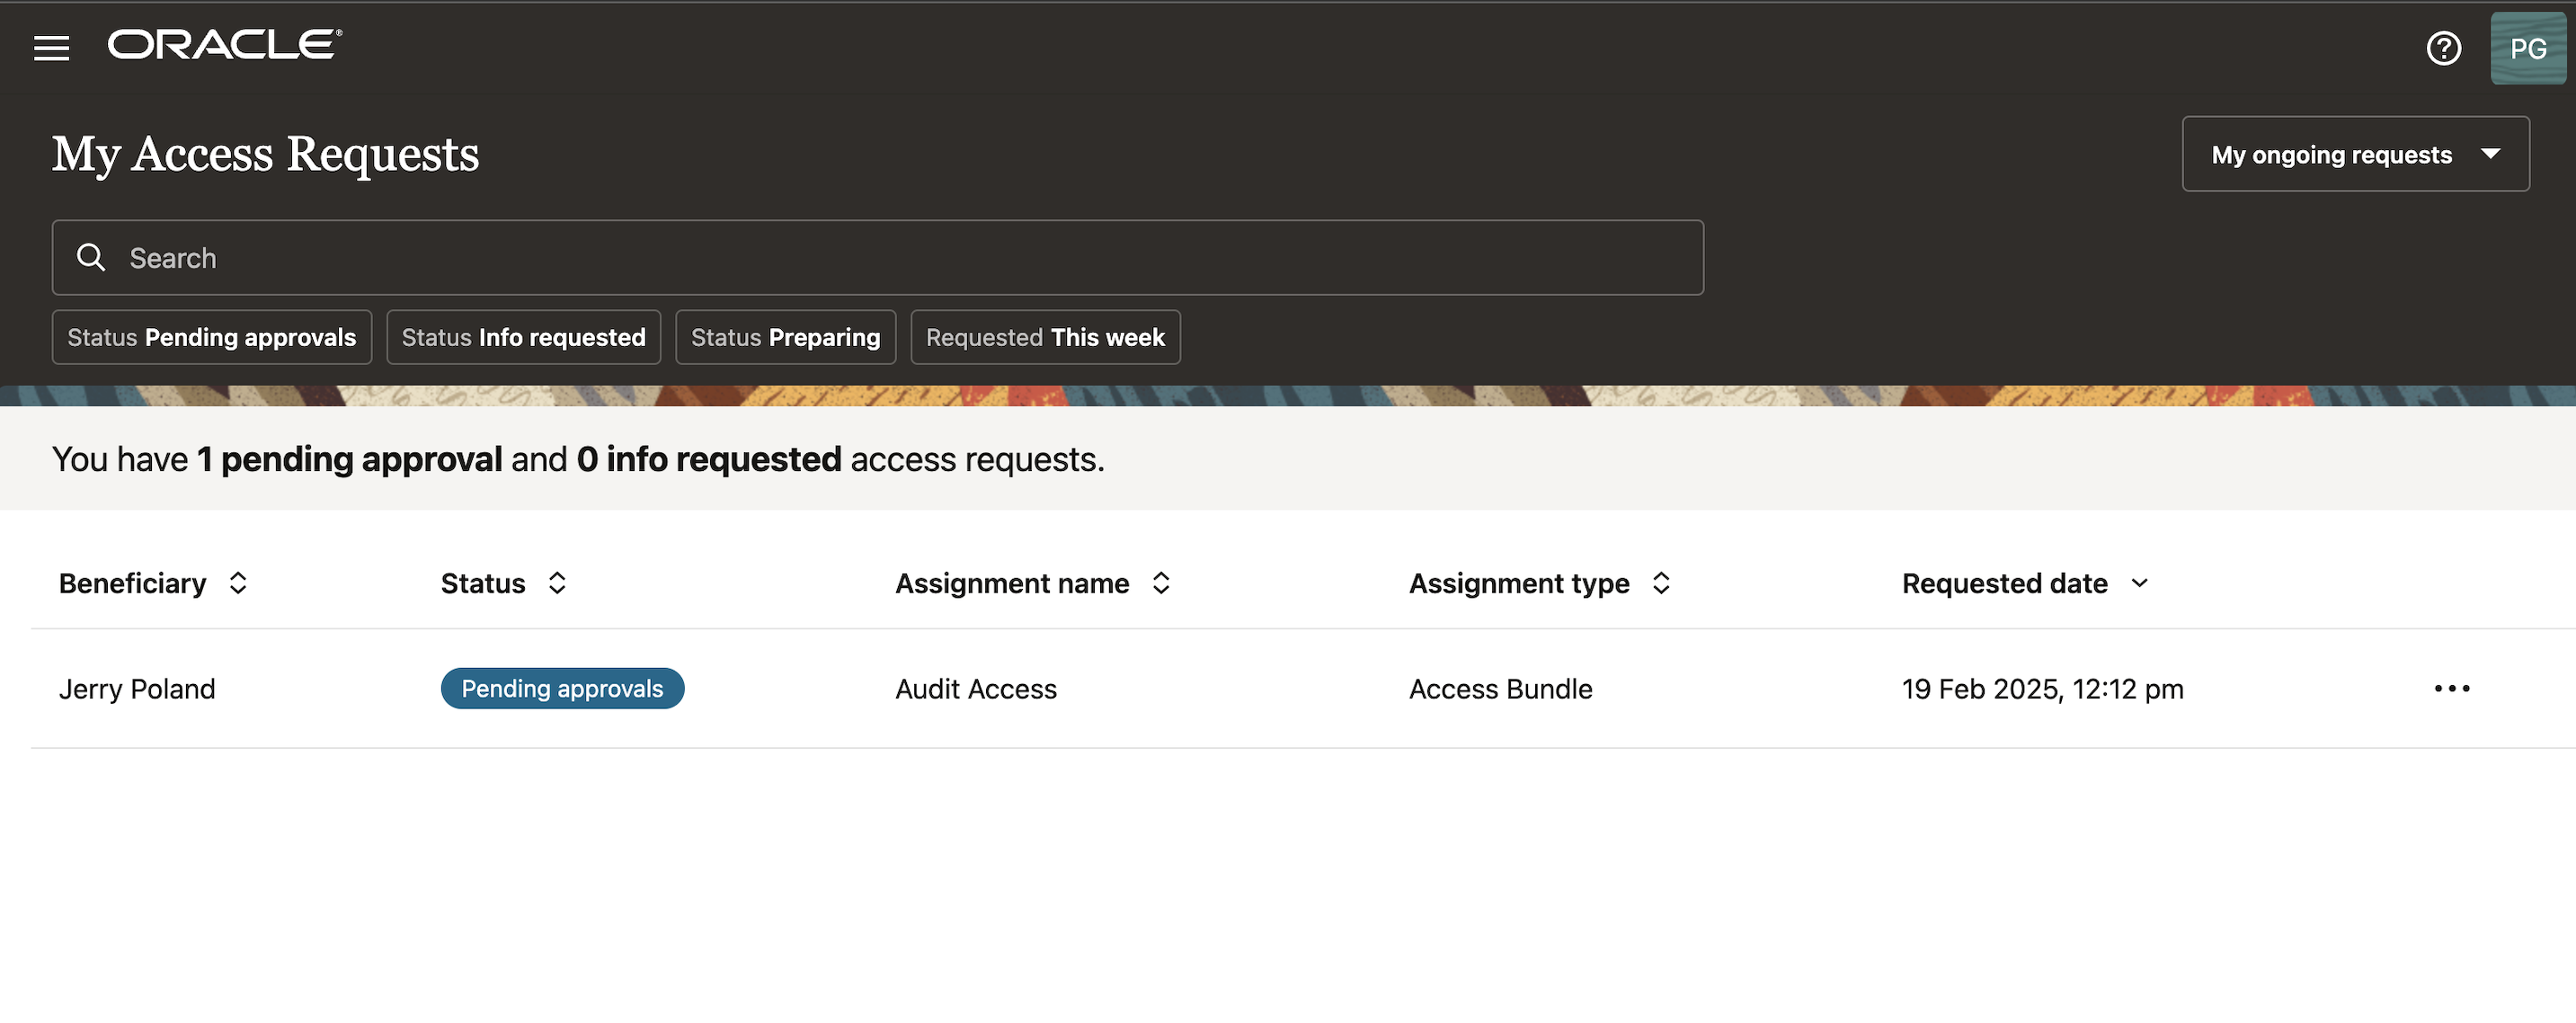 ORACLE
PG
My Access Requests
My ongoing requests
Search
Status Pending approvals
Status Info requested
Status Preparing
Requested This week
You have 1 pending approval and 0 info requested access requests.
Beneficiary Status Assignment name Assignment type Requested date
Jerry Poland Pending approvals Audit Access Access Bundle 19 Feb 2025, 12:12 pm